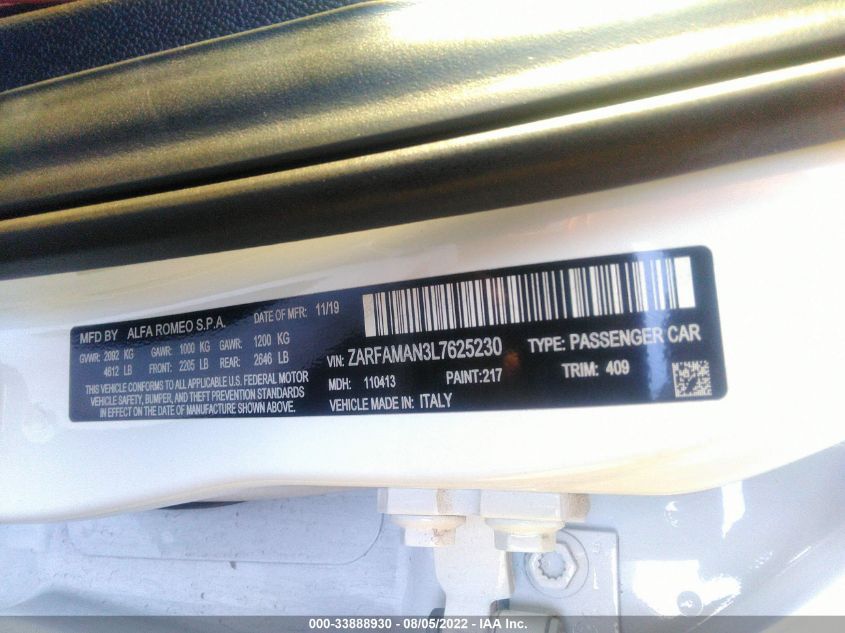 MFD BY ALFA ROMEO S.P.A. DATE OF MFR: 11/19
GVWR: 2092 KG GAWR: 1000 KG GAWR: 1200 KG
4612 LB FRONT: 2205 LB REAR: 2646 LB
THIS VEHICLE CONFORMS TO ALL APPLICABLE U.S. FEDERAL MOTOR
VEHICLE SAFETY, BUMPER, AND THEFT PREVENTION STANDARDS
IN EFFECT ON THE DATE OF MANUFACTURE SHOWN ABOVE.
VIN: ZARFAMAN3L7625230 TYPE: PASSENGER CAR
MDH: 110413 PAINT: 217 TRIM: 409
VEHICLE MADE IN: ITALY
000-33888930 - 08/05/2022 - IAA Inc.